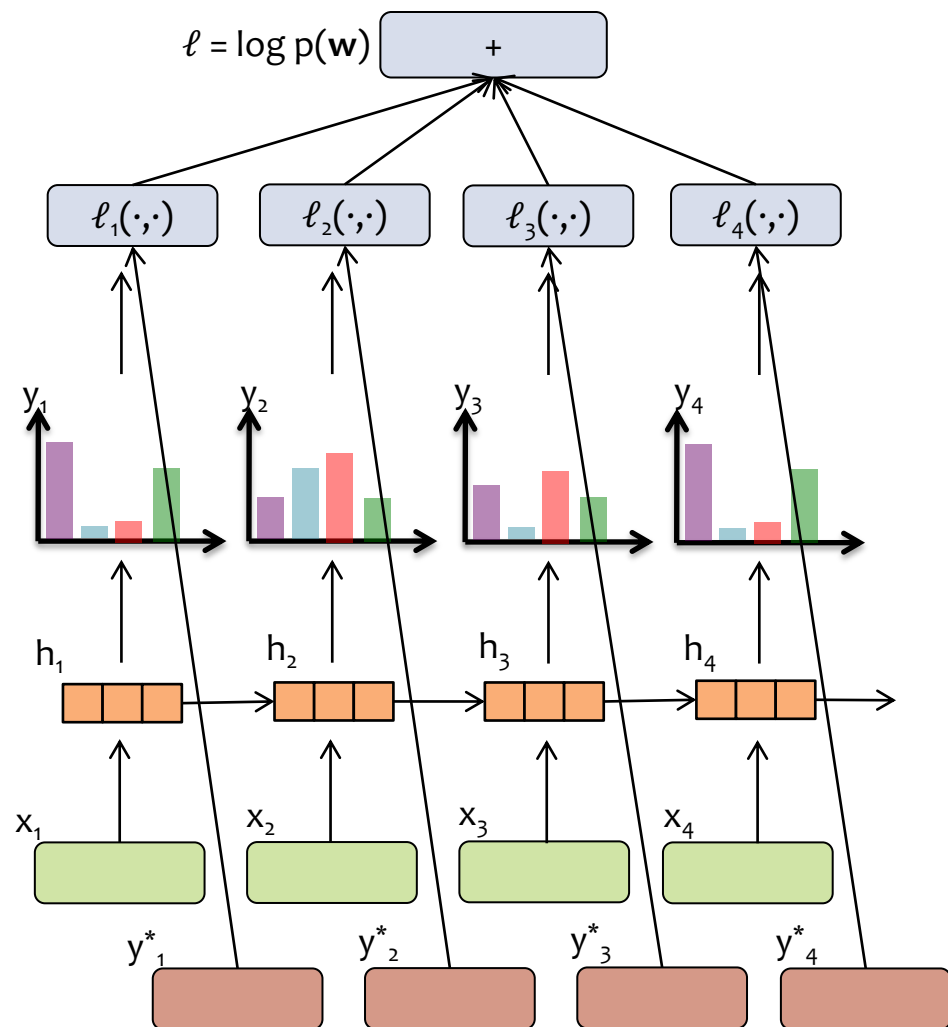 ℓ = log p(w)
+
ℓ₁(·,·)
ℓ₂(·,·)
ℓ₃(·,·)
ℓ₄(·,·)
y₁
y₂
y₃
y₄
h₁
h₂
h₃
h₄
x₁
x₂
x₃
x₄
y*₁
y*₂
y*₃
y*₄